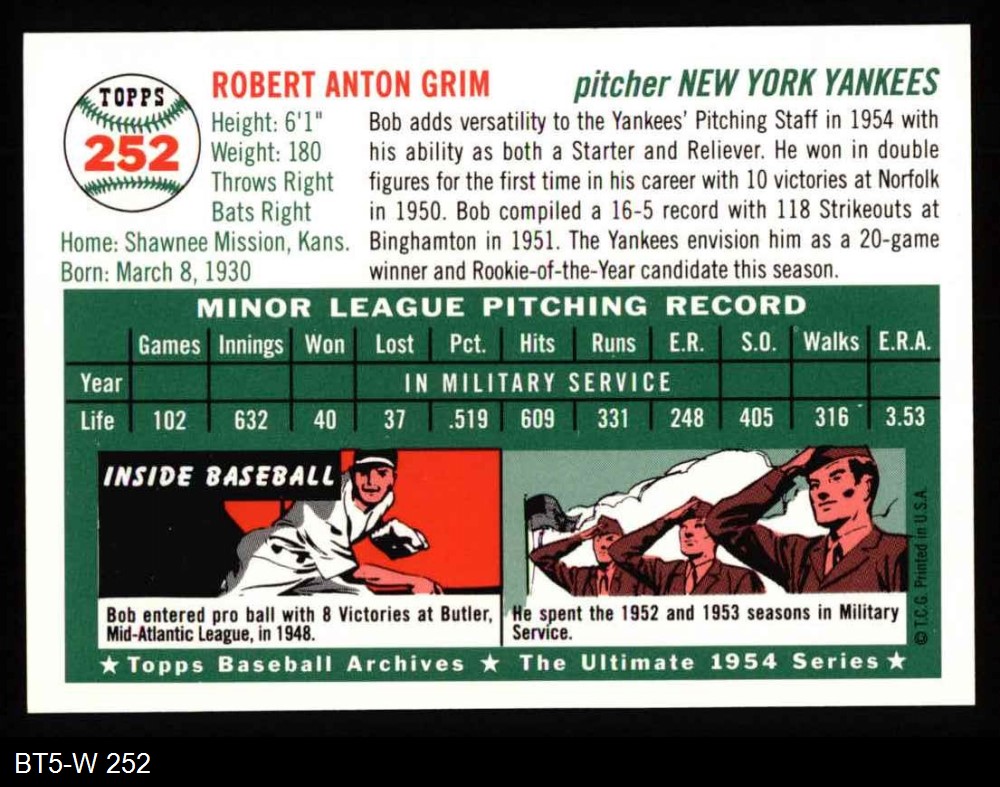 TOPPS
252
ROBERT ANTON GRIM
pitcher NEW YORK YANKEES
Height: 6'1"
Weight: 180
Throws Right
Bats Right
Home: Shawnee Mission, Kans.
Born: March 8, 1930
Bob adds versatility to the Yankees' Pitching Staff in 1954 with
his ability as both a Starter and Reliever. He won in double
figures for the first time in his career with 10 victories at Norfolk
in 1950. Bob compiled a 16-5 record with 118 Strikeouts at
Binghamton in 1951. The Yankees envision him as a 20-game
winner and Rookie-of-the-Year candidate this season.
MINOR LEAGUE PITCHING RECORD
Games Innings Won Lost Pct. Hits Runs E.R. S.O. Walks E.R.A.
Year IN MILITARY SERVICE
Life 102 632 40 37 .519 609 331 248 405 316 3.53
INSIDE BASEBALL
Bob entered pro ball with 8 Victories at Butler,
Mid-Atlantic League, in 1948.
He spent the 1952 and 1953 seasons in Military
Service.
© T.C.G. Printed in U.S.A.
★ Topps Baseball Archives ★ The Ultimate 1954 Series ★
BT5-W 252